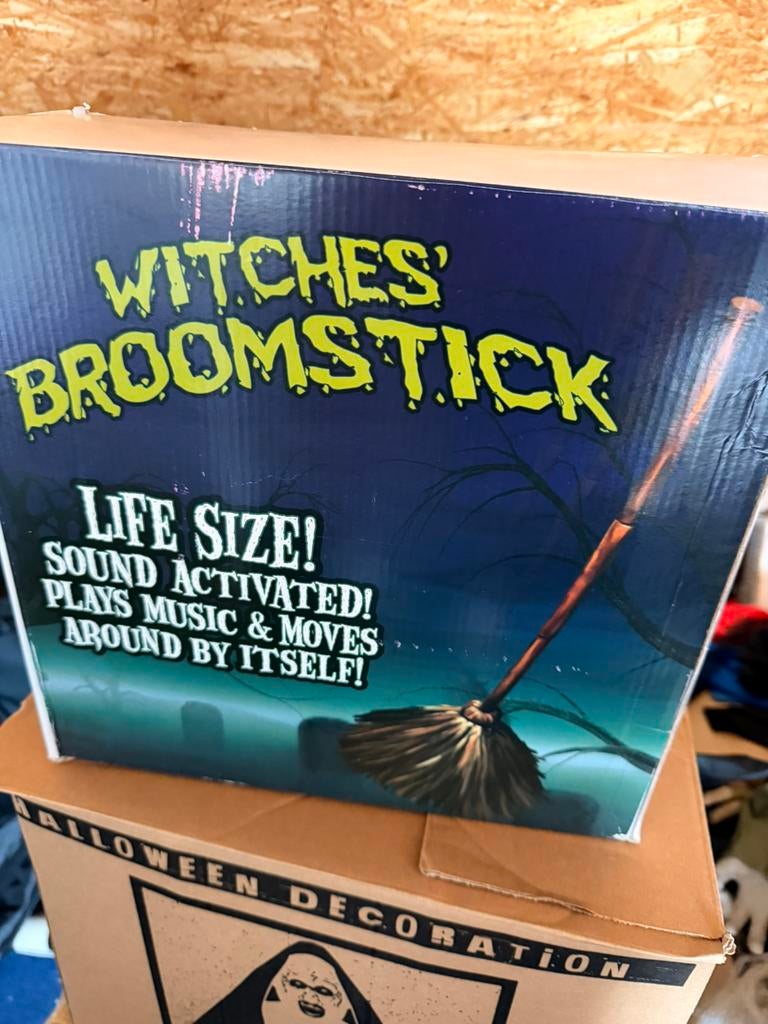 WITCHES'
BROOMSTICK
LIFE SIZE!
SOUND ACTIVATED!
PLAYS MUSIC & MOVES
AROUND BY ITSELF!
HALLOWEEN DECORATION